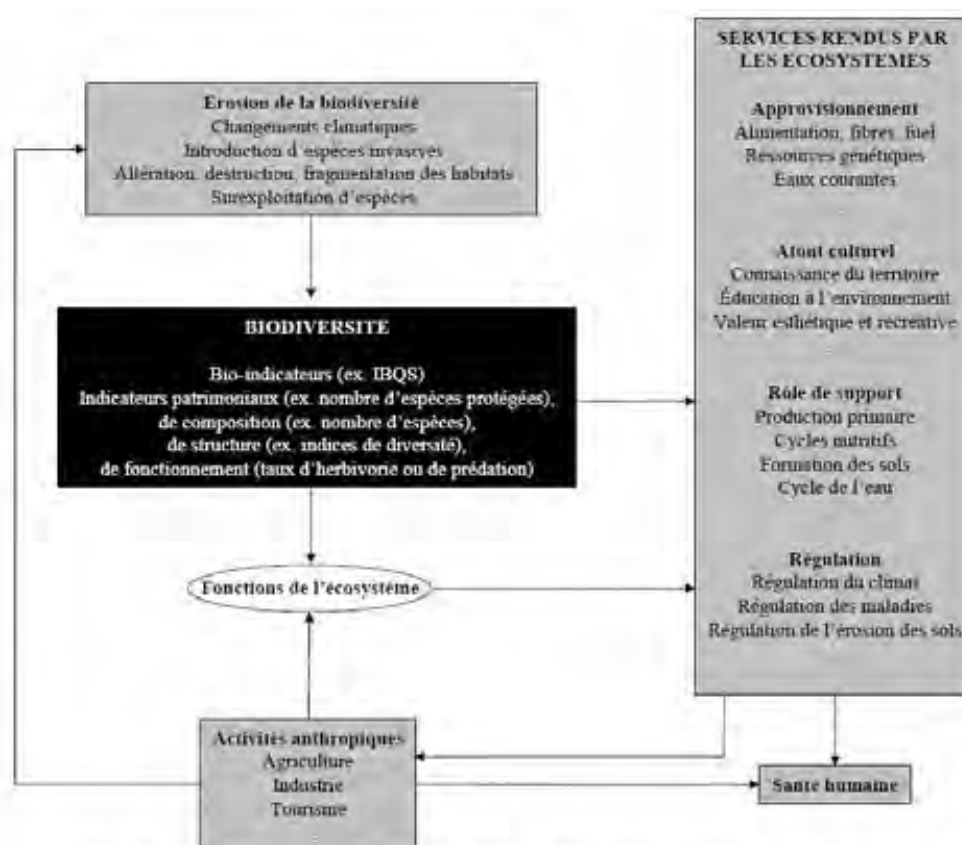 Erosion de la biodiversité
Changements climatiques
Introduction d'espèces invasives
Altération, destruction, fragmentation des habitats
Surexploitation d'espèces
BIODIVERSITE
Bio-indicateurs (ex. IBQS)
Indicateurs patrimoniaux (ex. nombre d'espèces protégées),
de composition (ex. nombre d'espèces),
de structure (ex. indices de diversité),
de fonctionnement (taux d'herbivorie ou de prédation)
Fonctions de l'écosystème
Activités anthropiques
Agriculture
Industrie
Tourisme
SERVICES RENDUS PAR
LES ECOSYSTEMES
Approvisionnement
Alimentation, fibres, fuel
Ressources génétiques
Eaux courantes
Atout culturel
Connaissance du territoire
Éducation à l'environnement
Valeur esthétique et récréative
Rôle de support
Production primaire
Cycles nutritifs
Formation des sols
Cycle de l'eau
Régulation
Régulation du climat
Régulation des maladies
Régulation de l'érosion des sols
Santé humaine